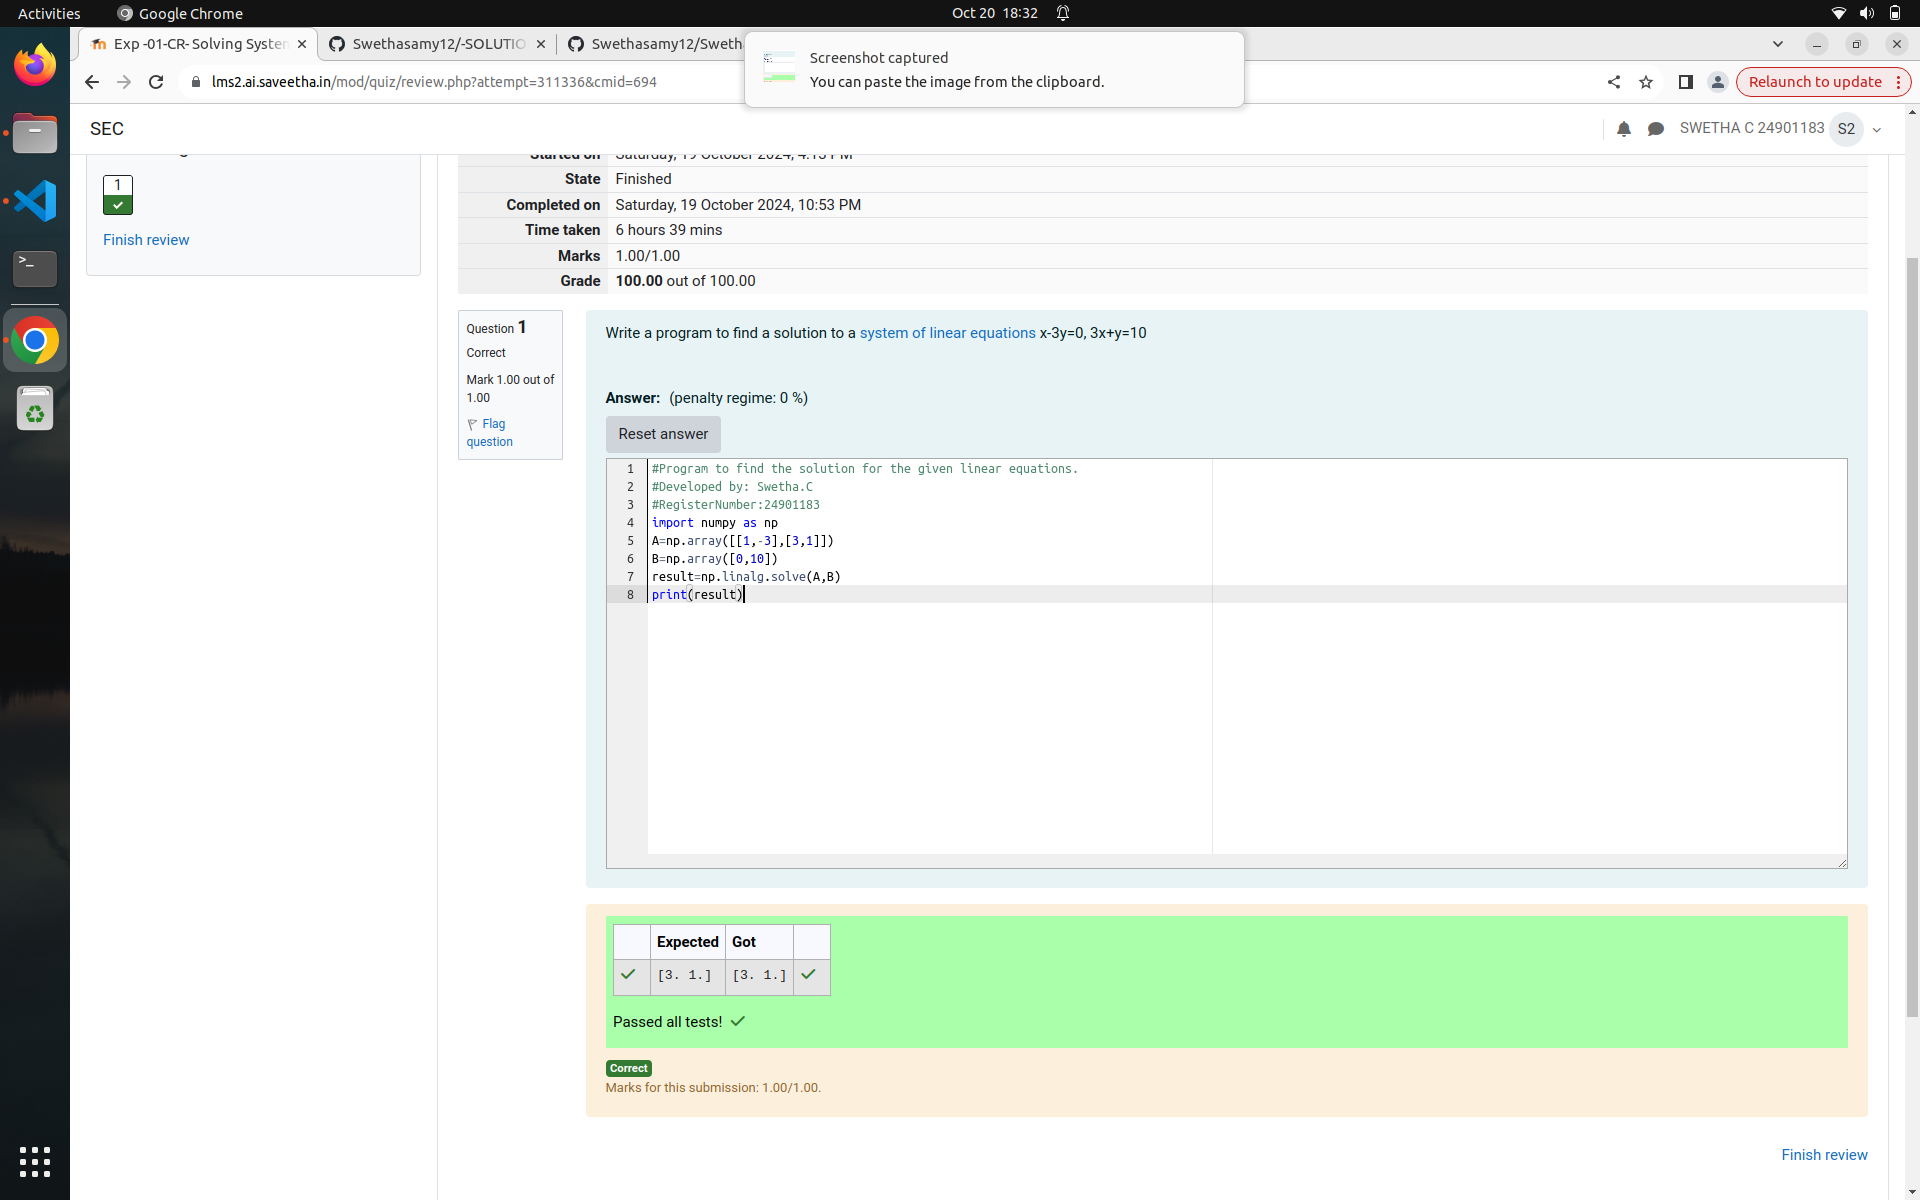 Activities
Google Chrome
Oct 20 18:32
Exp -01-CR- Solving System
Swethasamy12/-SOLUTIO
Swethasamy12/Sweth
Screenshot captured
You can paste the image from the clipboard.
lms2.ai.saveetha.in/mod/quiz/review.php?attempt=311336&cmid=694
Relaunch to update
SEC
SWETHA C 24901183 S2
Started on Saturday, 19 October 2024, 4:13 PM
State Finished
Completed on Saturday, 19 October 2024, 10:53 PM
Time taken 6 hours 39 mins
Marks 1.00/1.00
Grade 100.00 out of 100.00
1
Finish review
Question 1
Correct
Mark 1.00 out of
1.00
Flag
question
Write a program to find a solution to a system of linear equations x-3y=0, 3x+y=10
Answer: (penalty regime: 0 %)
Reset answer
1 #Program to find the solution for the given linear equations.
2 #Developed by: Swetha.C
3 #RegisterNumber:24901183
4 import numpy as np
5 A=np.array([[1,-3],[3,1]])
6 B=np.array([0,10])
7 result=np.linalg.solve(A,B)
8 print(result)
Expected Got
[3. 1.] [3. 1.]
Passed all tests!
Correct
Marks for this submission: 1.00/1.00.
Finish review